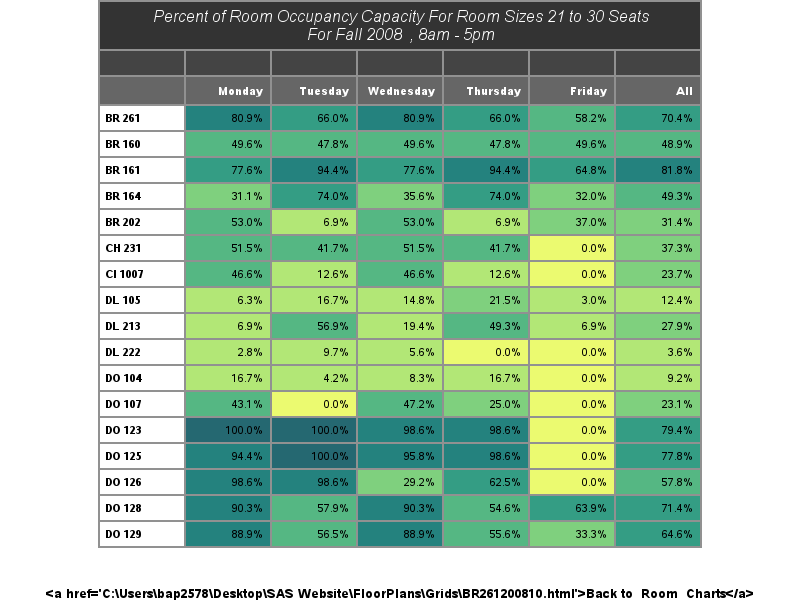 Percent of Room Occupancy Capacity For Room Sizes 21 to 30 Seats
For Fall 2008 , 8am - 5pm
Monday Tuesday Wednesday Thursday Friday All
BR 261 80.9% 66.0% 80.9% 66.0% 58.2% 70.4%
BR 160 49.6% 47.8% 49.6% 47.8% 49.6% 48.9%
BR 161 77.6% 94.4% 77.6% 94.4% 64.8% 81.8%
BR 164 31.1% 74.0% 35.6% 74.0% 32.0% 49.3%
BR 202 53.0% 6.9% 53.0% 6.9% 37.0% 31.4%
CH 231 51.5% 41.7% 51.5% 41.7% 0.0% 37.3%
CI 1007 46.6% 12.6% 46.6% 12.6% 0.0% 23.7%
DL 105 6.3% 16.7% 14.8% 21.5% 3.0% 12.4%
DL 213 6.9% 56.9% 19.4% 49.3% 6.9% 27.9%
DL 222 2.8% 9.7% 5.6% 0.0% 0.0% 3.6%
DO 104 16.7% 4.2% 8.3% 16.7% 0.0% 9.2%
DO 107 43.1% 0.0% 47.2% 25.0% 0.0% 23.1%
DO 123 100.0% 100.0% 98.6% 98.6% 0.0% 79.4%
DO 125 94.4% 100.0% 95.8% 98.6% 0.0% 77.8%
DO 126 98.6% 98.6% 29.2% 62.5% 0.0% 57.8%
DO 128 90.3% 57.9% 90.3% 54.6% 63.9% 71.4%
DO 129 88.9% 56.5% 88.9% 55.6% 33.3% 64.6%
&lt;a href='C:\Users\bap2578\Desktop\SAS Website\FloorPlans\Grids\BR261200810.html'&gt;Back to Room Charts&lt;/a&gt;